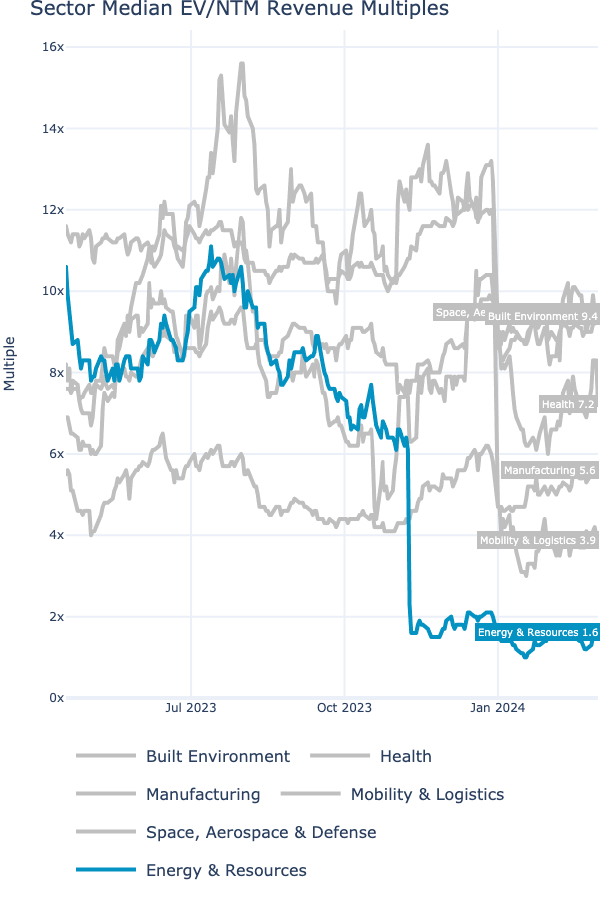 Sector Median EV/NTM Revenue Multiples
16x
14x
12x
10x
8x
6x
4x
2x
0x
Multiple
Space, Ae
Built Environment 9.4
Health 7.2
Manufacturing 5.6
Mobility & Logistics 3.9
Energy & Resources 1.6
Jul 2023
Oct 2023
Jan 2024
Built Environment
Health
Manufacturing
Mobility & Logistics
Space, Aerospace & Defense
Energy & Resources